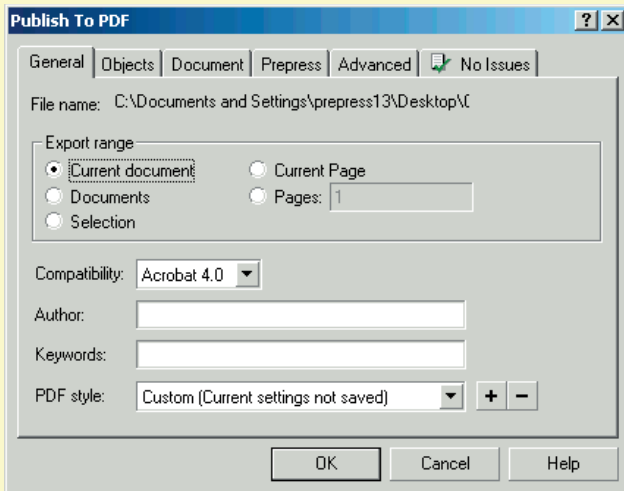 Publish To PDF
General Objects Document Prepress Advanced No Issues
File name: C:\Documents and Settings\prepress13\Desktop\(
Export range
Current document Current Page
Documents Pages: 1
Selection
Compatibility: Acrobat 4.0
Author:
Keywords:
PDF style: Custom (Current settings not saved) + −
OK Cancel Help